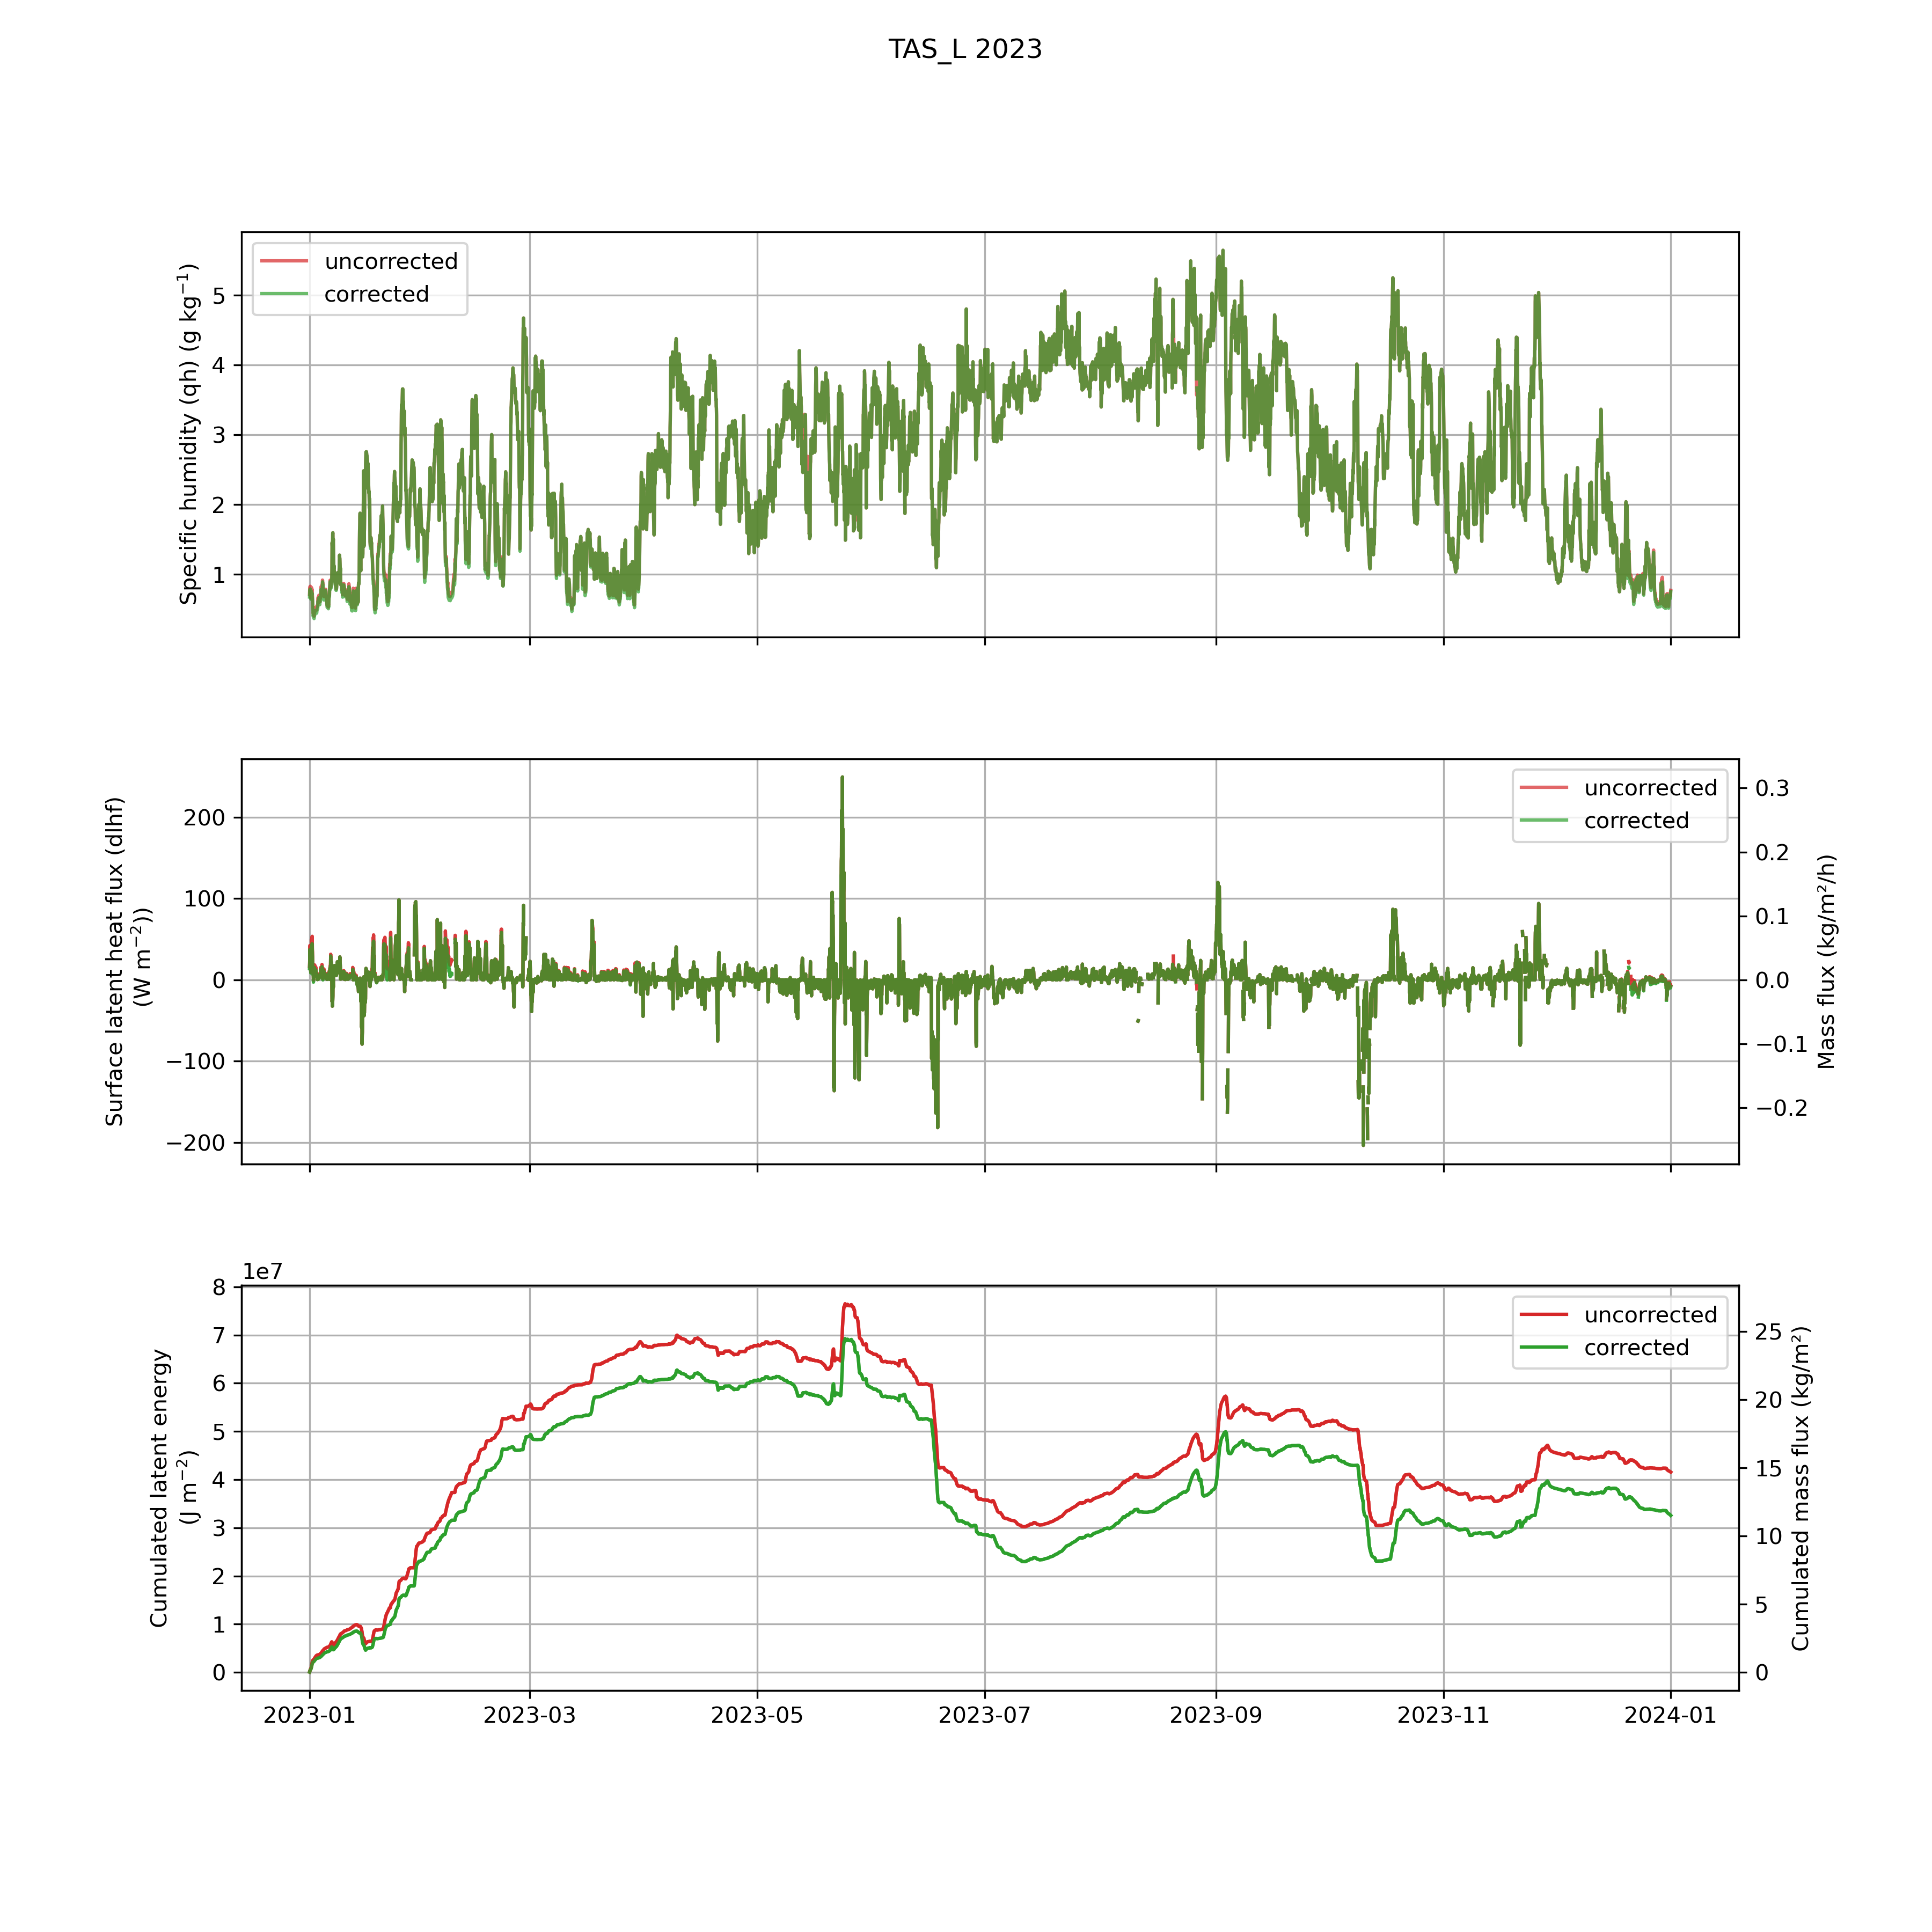 TAS_L 2023
Specific humidity (qh) (g kg⁻¹)
5
4
3
2
1
uncorrected
corrected
Surface latent heat flux (dlhf)
(W m⁻²))
200
100
0
−100
−200
uncorrected
corrected
0.3
0.2
0.1
0.0
−0.1
−0.2
Mass flux (kg/m²/h)
1e7
Cumulated latent energy
(J m⁻²)
8
7
6
5
4
3
2
1
0
uncorrected
corrected
25
20
15
10
5
0
Cumulated mass flux (kg/m²)
2023-01 2023-03 2023-05 2023-07 2023-09 2023-11 2024-01